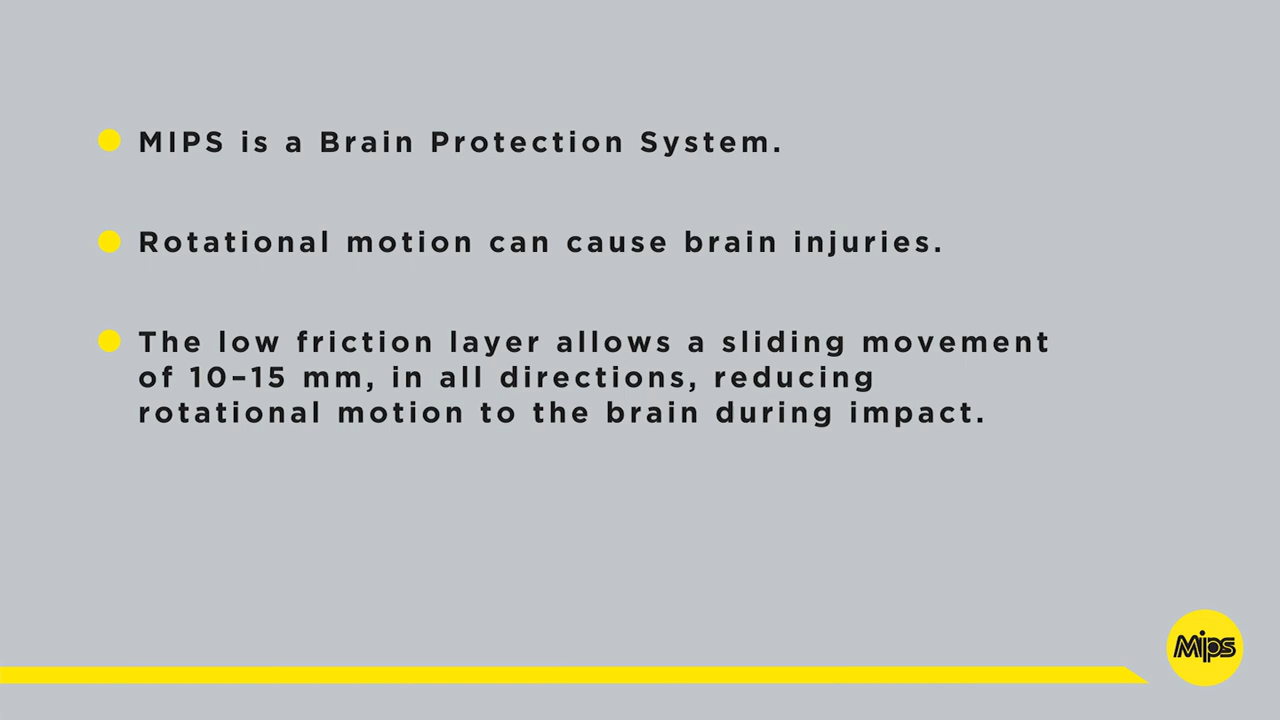 MIPS is a Brain Protection System.
Rotational motion can cause brain injuries.
The low friction layer allows a sliding movement
of 10–15 mm, in all directions, reducing
rotational motion to the brain during impact.
Mips